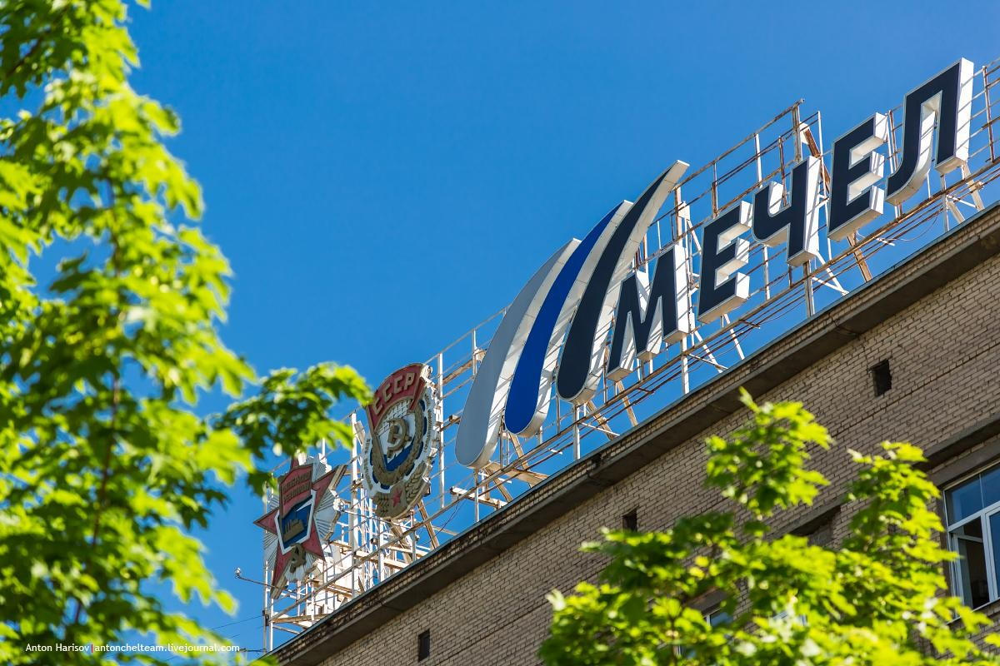 МЕЧЕЛ
СССР
Anton Harisov | antonchelteam.livejournal.com